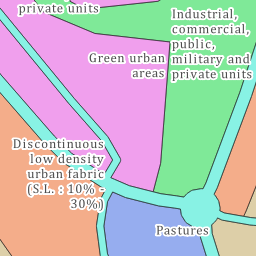 private units
Industrial,
commercial,
public,
military and
private units
Green urban
areas
Discontinuous
low density
urban fabric
(S.L. : 10% -
30%)
Pastures